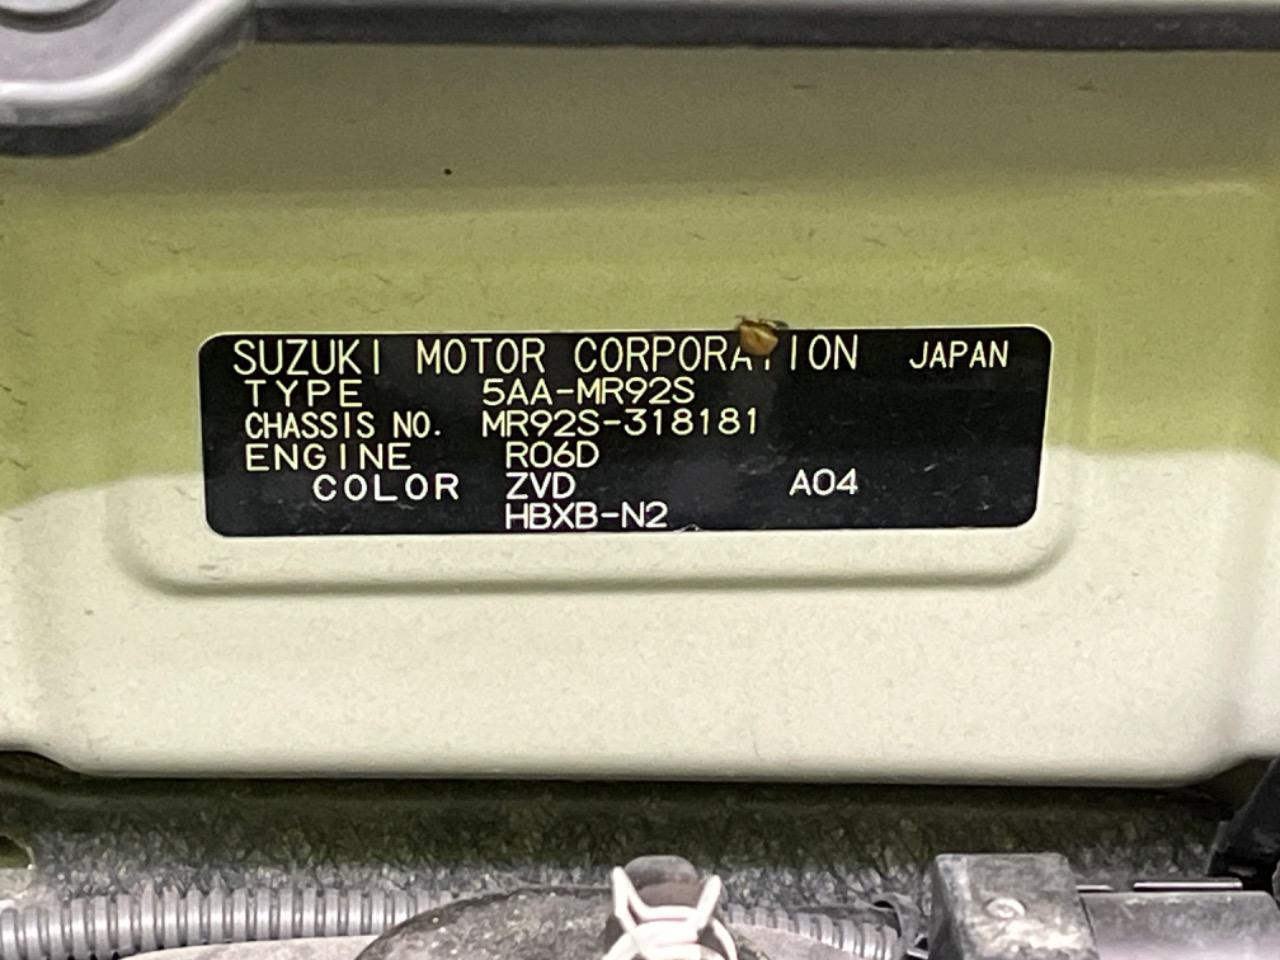 SUZUKI MOTOR CORPORATION JAPAN
TYPE 5AA-MR92S
CHASSIS NO. MR92S-318181
ENGINE R06D
COLOR ZVD A04
HBXB-N2